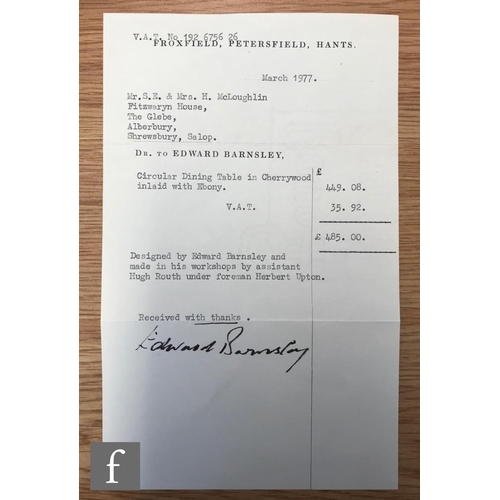 V.A.T. No 192 6756 26
FROXFIELD, PETERSFIELD, HANTS.
March 1977.
Mr.S.E. & Mrs. H. McLoughlin
Fitzwaryn House,
The Glebe,
Alberbury,
Shrewsbury, Salop.
DR. TO EDWARD BARNSLEY,
£
Circular Dining Table in Cherrywood
inlaid with Ebony. 449. 08.
V.A.T. 35. 92.
£ 485. 00.
Designed by Edward Barnsley and
made in his workshops by assistant
Hugh Routh under foreman Herbert Upton.
Received with thanks .
Edward Barnsley
f